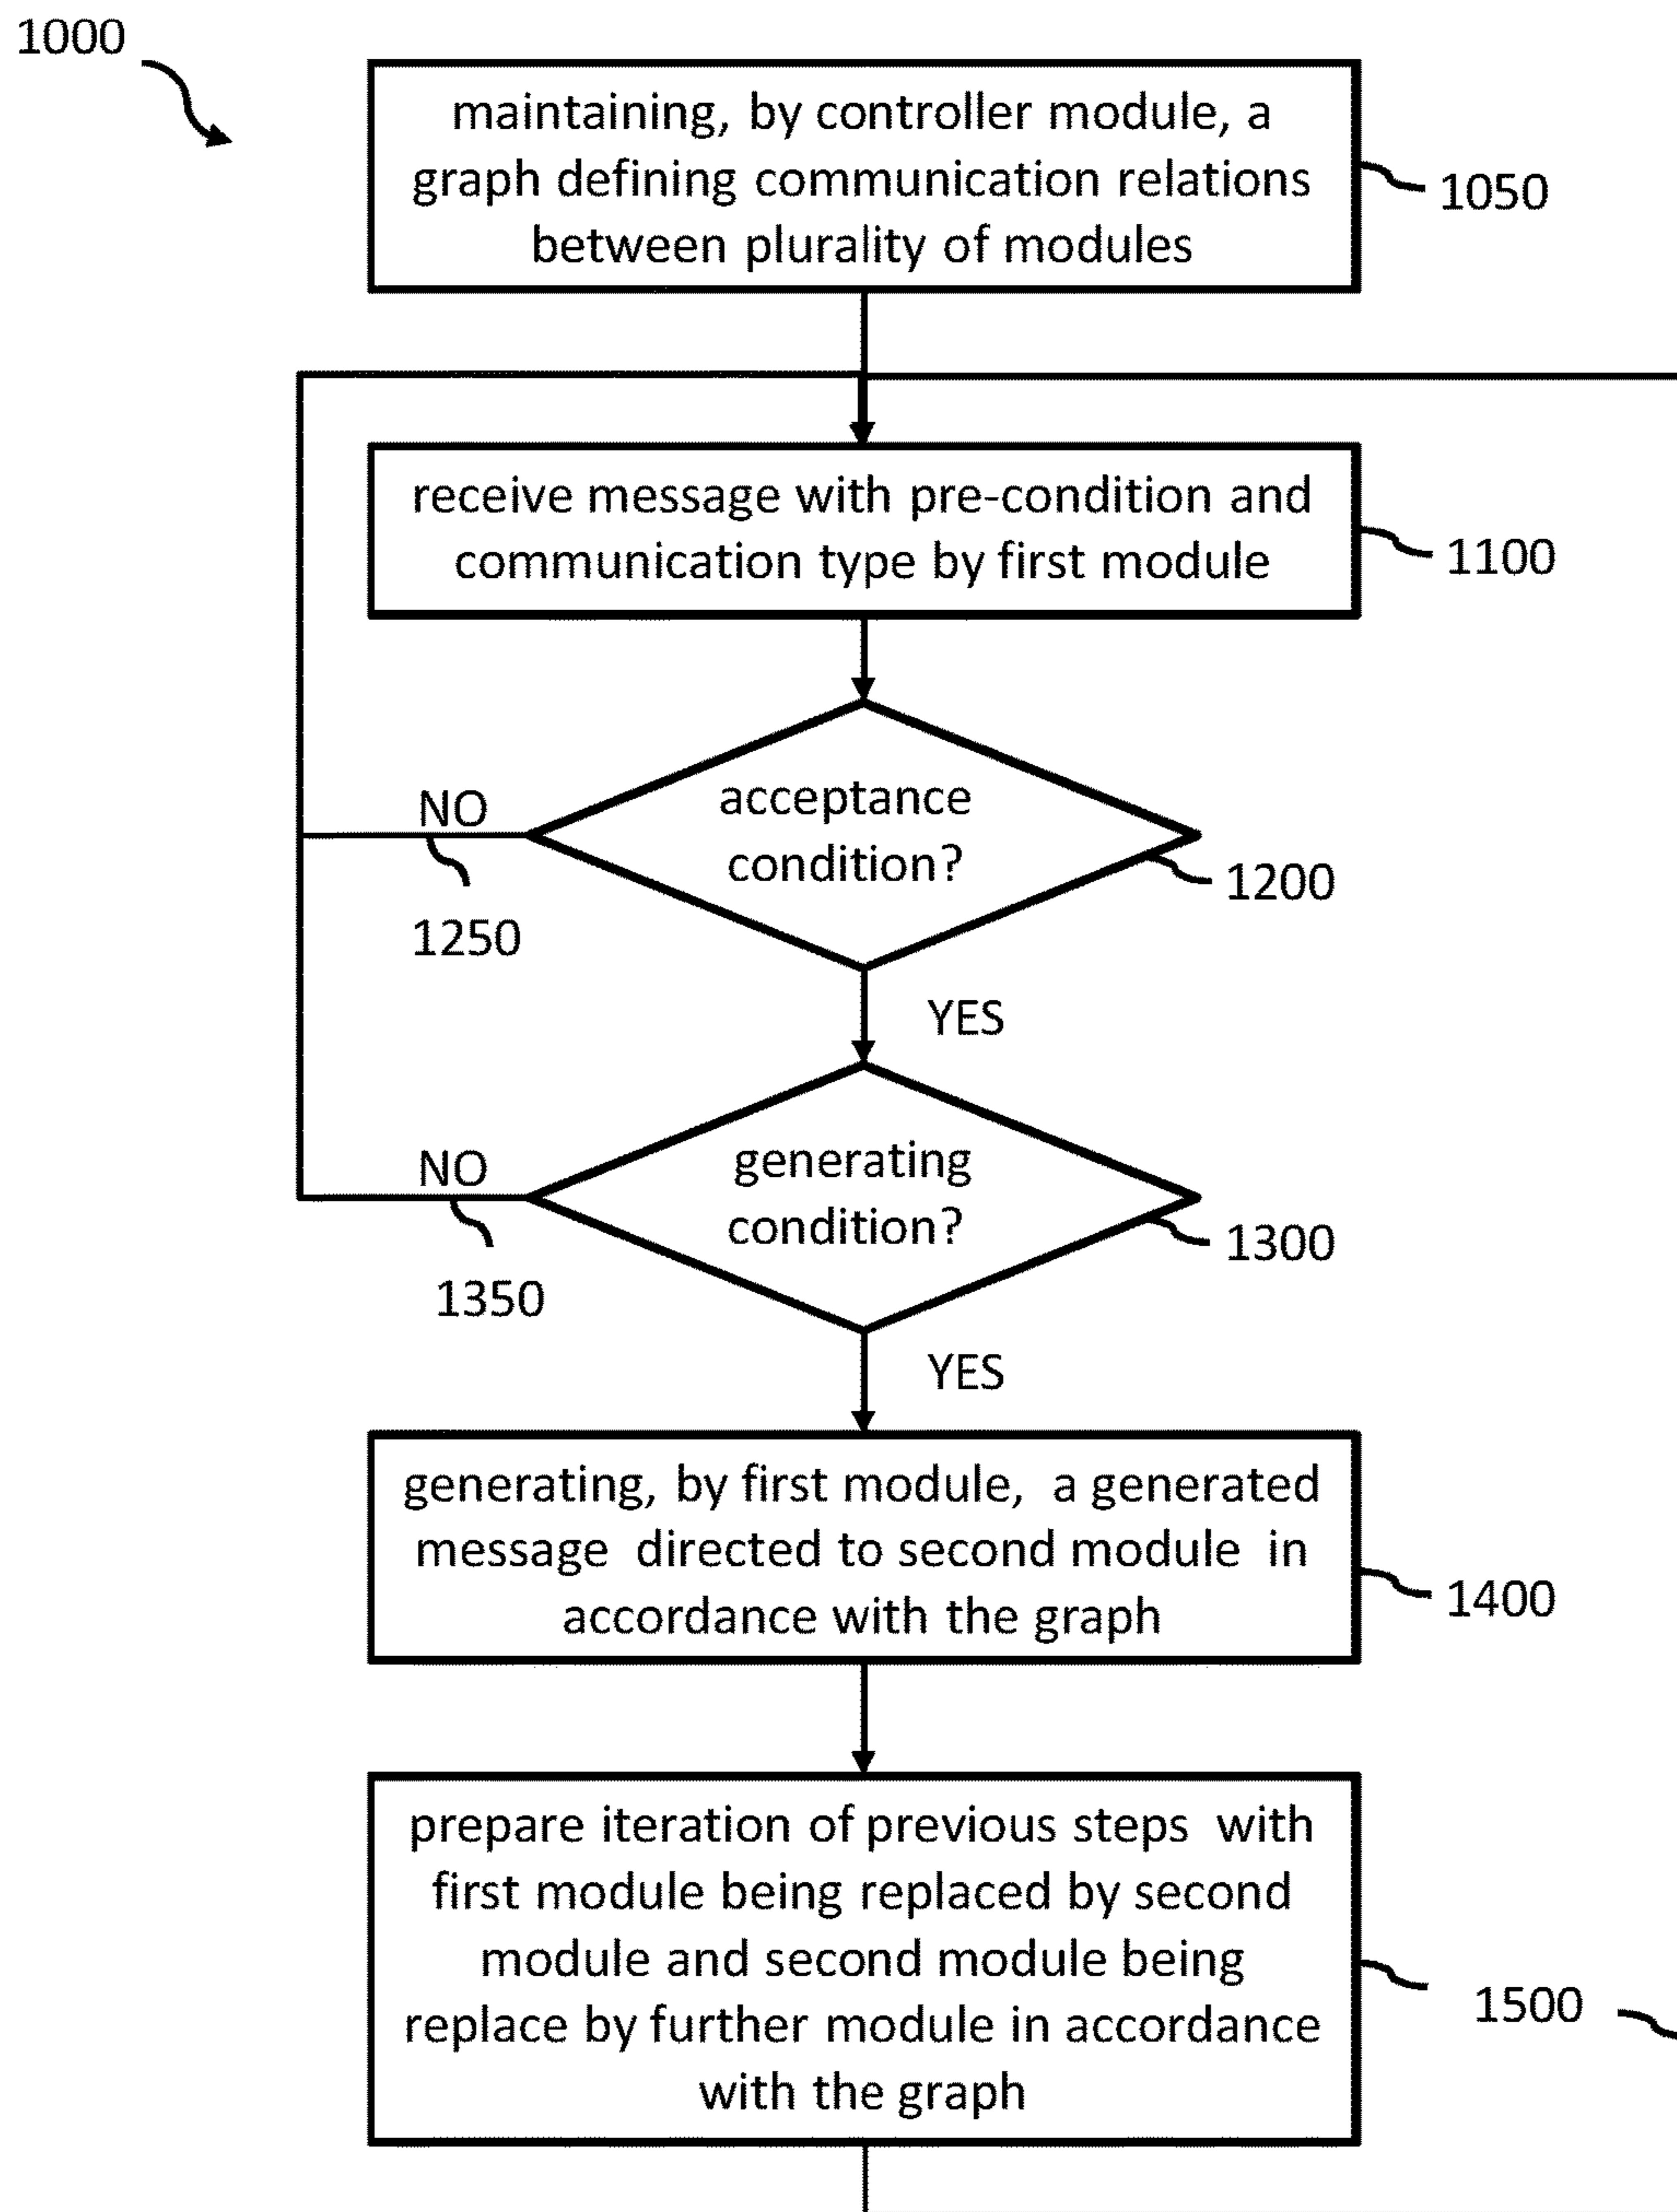 1000
maintaining, by controller module, a
graph defining communication relations
between plurality of modules
1050
receive message with pre-condition and
communication type by first module
1100
acceptance
condition?
NO
1200
1250
YES
generating
condition?
NO
1300
1350
YES
generating, by first module, a generated
message directed to second module in
accordance with the graph
1400
prepare iteration of previous steps with
first module being replaced by second
module and second module being
replace by further module in accordance
with the graph
1500